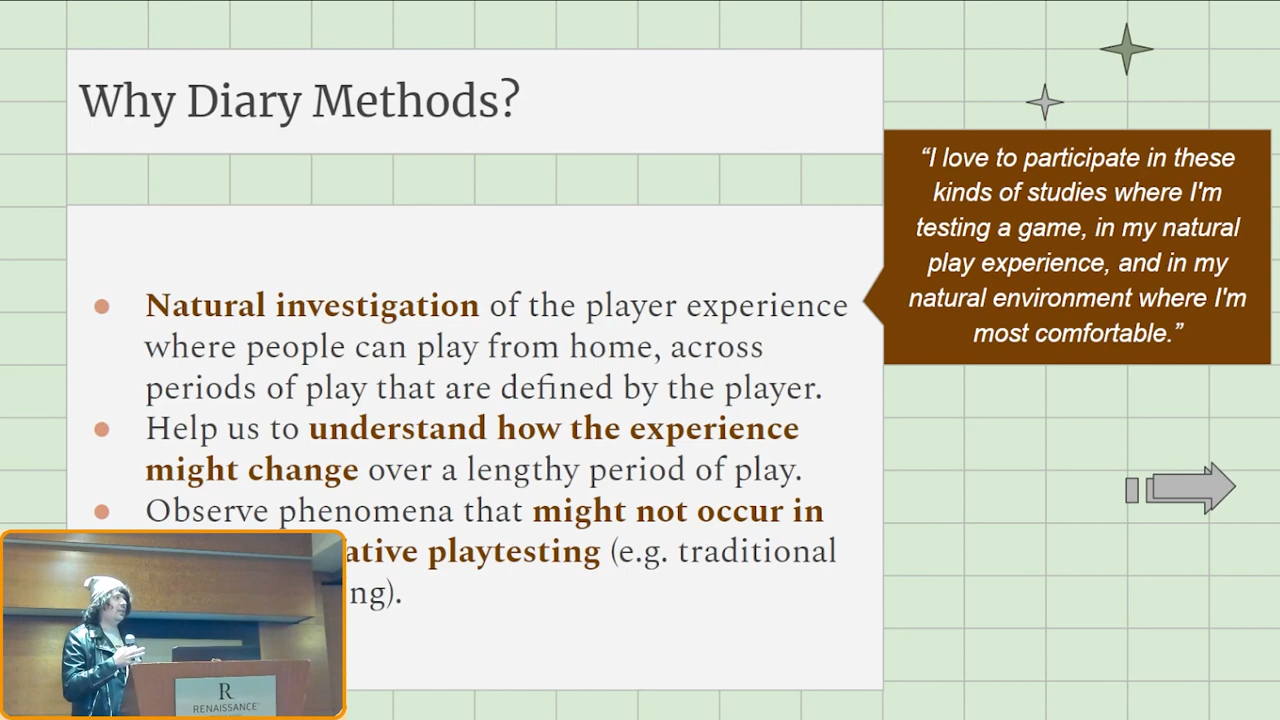 Why Diary Methods?
“I love to participate in these
kinds of studies where I'm
testing a game, in my natural
play experience, and in my
natural environment where I'm
most comfortable.”
Natural investigation of the player experience
where people can play from home, across
periods of play that are defined by the player.
Help us to understand how the experience
might change over a lengthy period of play.
Observe phenomena that might not occur in
ative playtesting (e.g. traditional
ng).
R
RENAISSANCE